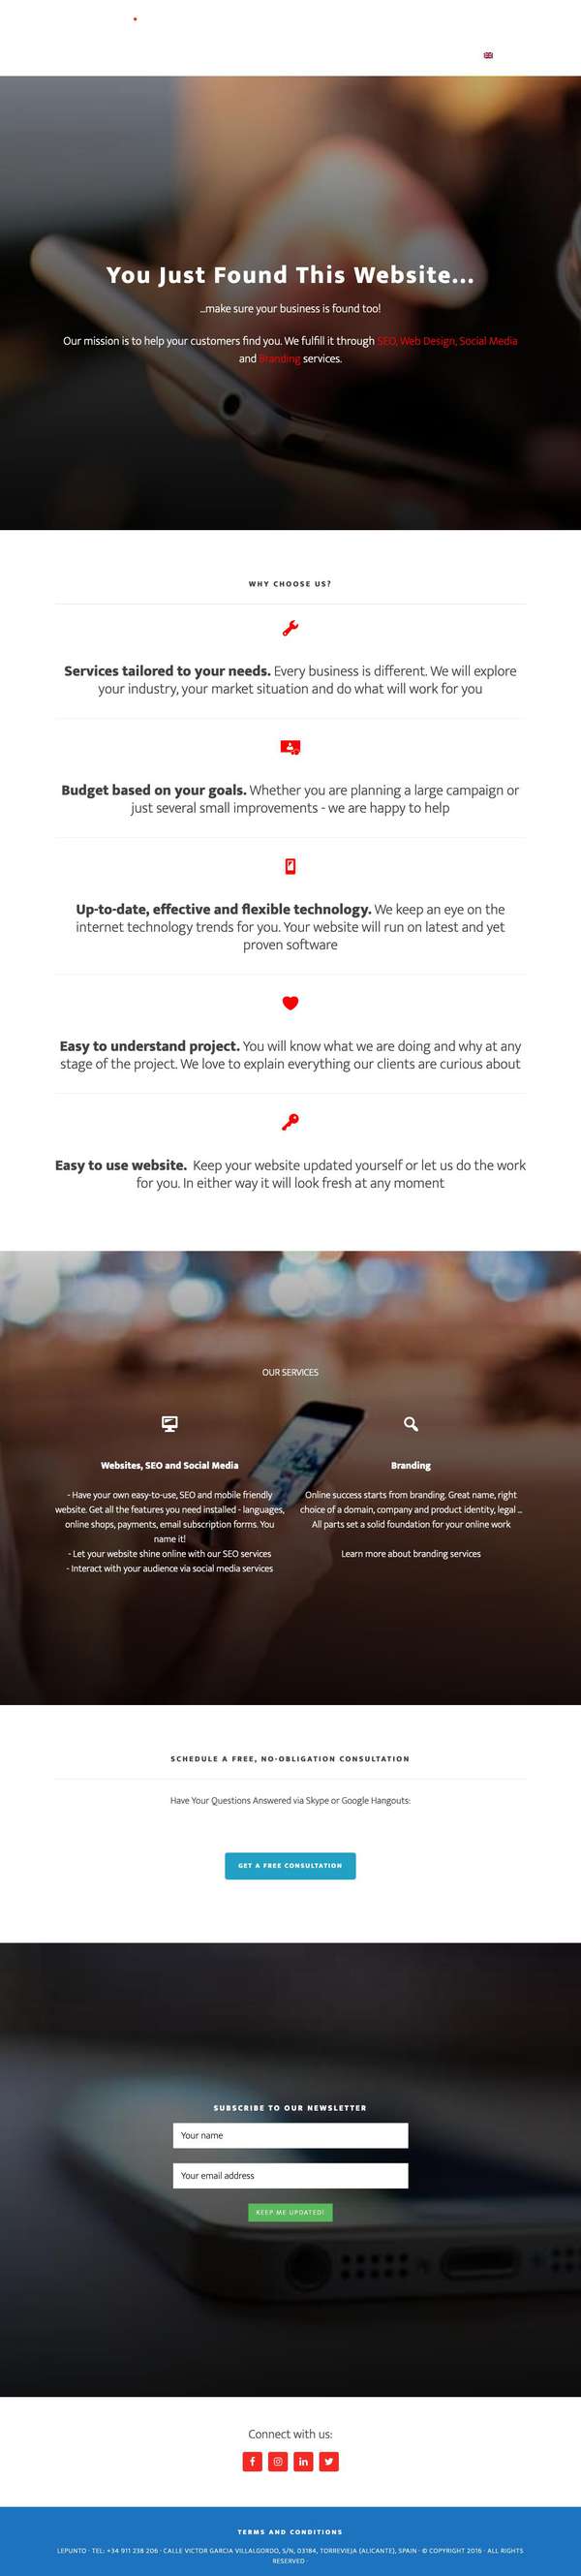 You Just Found This Website...
...make sure your business is found too!
Our mission is to help your customers find you. We fulfill it through SEO, Web Design, Social Media
and Branding services.
WHY CHOOSE US?
Services tailored to your needs. Every business is different. We will explore
your industry, your market situation and do what will work for you
Budget based on your goals. Whether you are planning a large campaign or
just several small improvements - we are happy to help
Up-to-date, effective and flexible technology. We keep an eye on the
internet technology trends for you. Your website will run on latest and yet
proven software
Easy to understand project. You will know what we are doing and why at any
stage of the project. We love to explain everything our clients are curious about
Easy to use website. Keep your website updated yourself or let us do the work
for you. In either way it will look fresh at any moment
OUR SERVICES
Websites, SEO and Social Media
- Have your own easy-to-use, SEO and mobile friendly
website. Get all the features you need installed - languages,
online shops, payments, email subscription forms. You
name it!
- Let your website shine online with our SEO services
- Interact with your audience via social media services
Branding
Online success starts from branding. Great name, right
choice of a domain, company and product identity, legal ...
All parts set a solid foundation for your online work
Learn more about branding services
SCHEDULE A FREE, NO-OBLIGATION CONSULTATION
Have Your Questions Answered via Skype or Google Hangouts:
GET A FREE CONSULTATION
SUBSCRIBE TO OUR NEWSLETTER
Your name
Your email address
KEEP ME UPDATED!
Connect with us:
TERMS AND CONDITIONS
LEPUNTO · TEL: +34 911 238 206 · CALLE VICTOR GARCIA VILLALGORDO, S/N, 03184, TORREVIEJA (ALICANTE), SPAIN · © COPYRIGHT 2016 · ALL RIGHTS
RESERVED ·